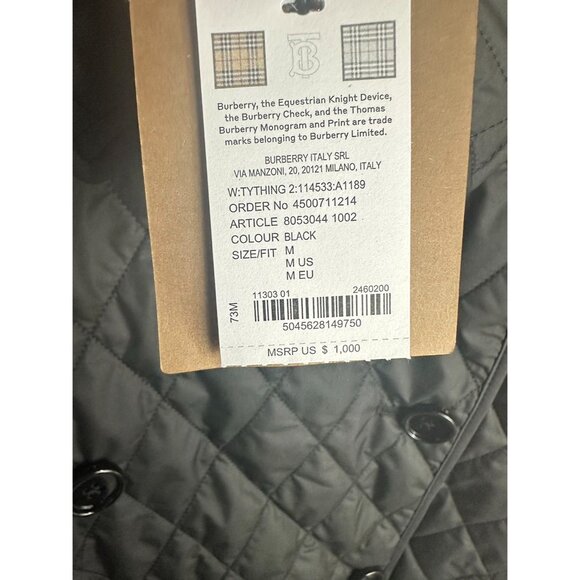 TB
Burberry, the Equestrian Knight Device,
the Burberry Check, and the Thomas
Burberry Monogram and Print are trade
marks belonging to Burberry Limited.
BURBERRY ITALY SRL
VIA MANZONI, 20, 20121 MILANO, ITALY
W:TYTHING 2:114533:A1189
ORDER No 4500711214
ARTICLE 8053044 1002
COLOUR BLACK
SIZE/FIT M
M US
M EU
73M
11303 01 2460200
5045628149750
MSRP US $ 1,000